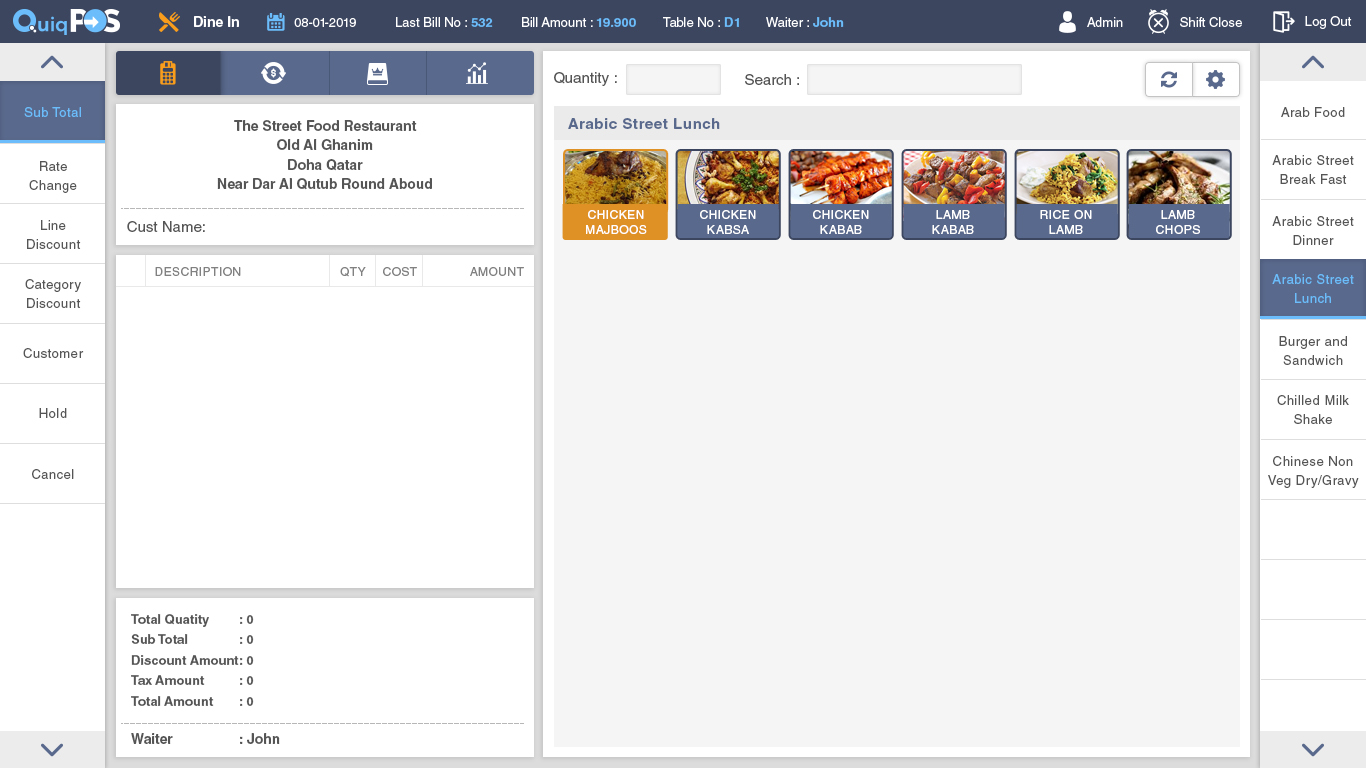 QuiqPOS
Dine In
08-01-2019
Last Bill No : 532
Bill Amount : 19.900
Table No : D1
Waiter : John
Admin
Shift Close
Log Out
Sub Total
Rate
Change
Line
Discount
Category
Discount
Customer
Hold
Cancel
The Street Food Restaurant
Old Al Ghanim
Doha Qatar
Near Dar Al Qutub Round Aboud
Cust Name:
DESCRIPTION QTY COST AMOUNT
Total Quatity : 0
Sub Total : 0
Discount Amount: 0
Tax Amount : 0
Total Amount : 0
Waiter : John
Quantity :
Search :
Arabic Street Lunch
CHICKEN
MAJBOOS
CHICKEN
KABSA
CHICKEN
KABAB
LAMB
KABAB
RICE ON
LAMB
LAMB
CHOPS
Arab Food
Arabic Street
Break Fast
Arabic Street
Dinner
Arabic Street
Lunch
Burger and
Sandwich
Chilled Milk
Shake
Chinese Non
Veg Dry/Gravy